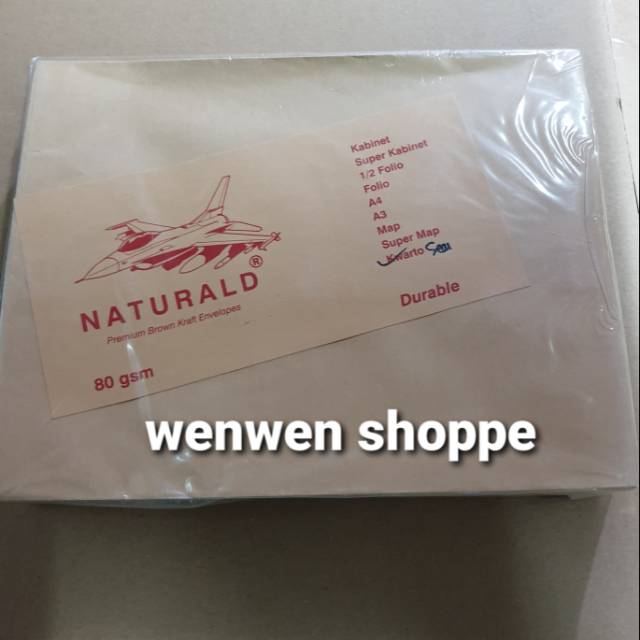 NATURALD ®
Premium Brown Kraft Envelopes
80 gsm
Kabinet
Super Kabinet
1/2 Folio
Folio
A4
A3
Map
Super Map
Kwarto
Durable
wenwen shoppe